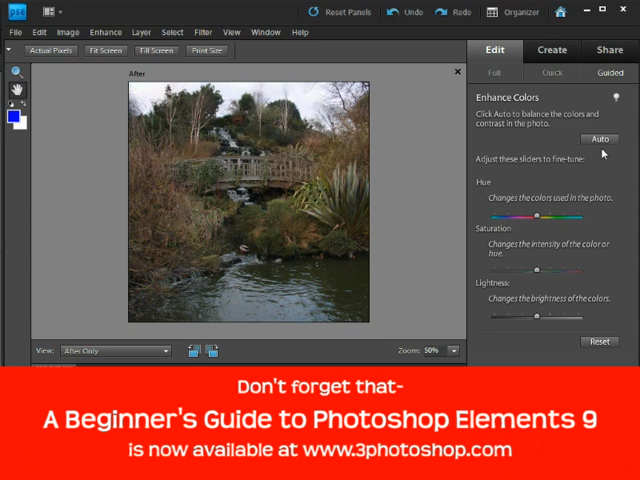 pse
Reset Panels Undo Redo Organizer
File Edit Image Enhance Layer Select Filter View Window Help
Actual Pixels Fit Screen Fill Screen Print Size
Edit Create Share
Full Quick Guided
After
Enhance Colors
Click Auto to balance the colors and
contrast in the photo.
Auto
Adjust these sliders to fine-tune:
Hue
Changes the colors used in the photo.
Saturation
Changes the intensity of the color or
hue.
Lightness:
Changes the brightness of the colors.
Reset
View: After Only Zoom: 50%
Don't forget that-
A Beginner's Guide to Photoshop Elements 9
is now available at www.3photoshop.com